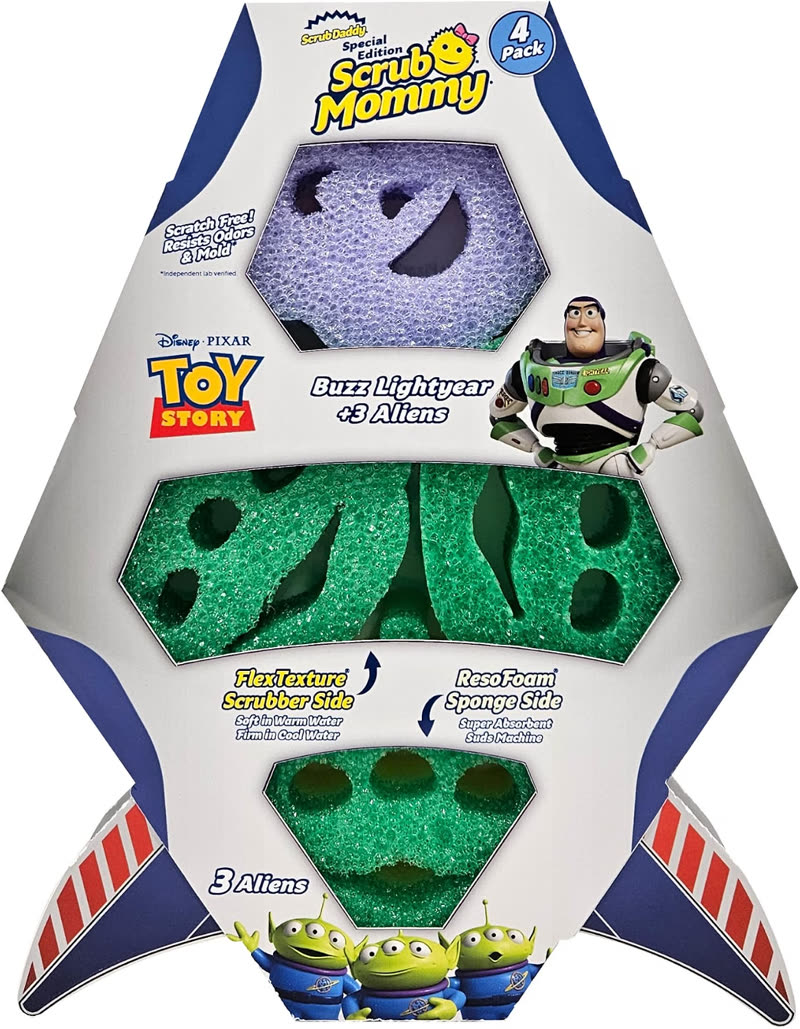 Scrub Daddy
Special
Edition
Scrub
Mommy
4
Pack
Scratch Free!
Resists Odors
& Mold*
*Independent lab verified.
Disney · PIXAR
TOY
STORY
Buzz Lightyear
+3 Aliens
FlexTexture®
Scrubber Side
Soft in Warm Water
Firm in Cool Water
ResoFoam®
Sponge Side
Super Absorbent
Suds Machine
3 Aliens